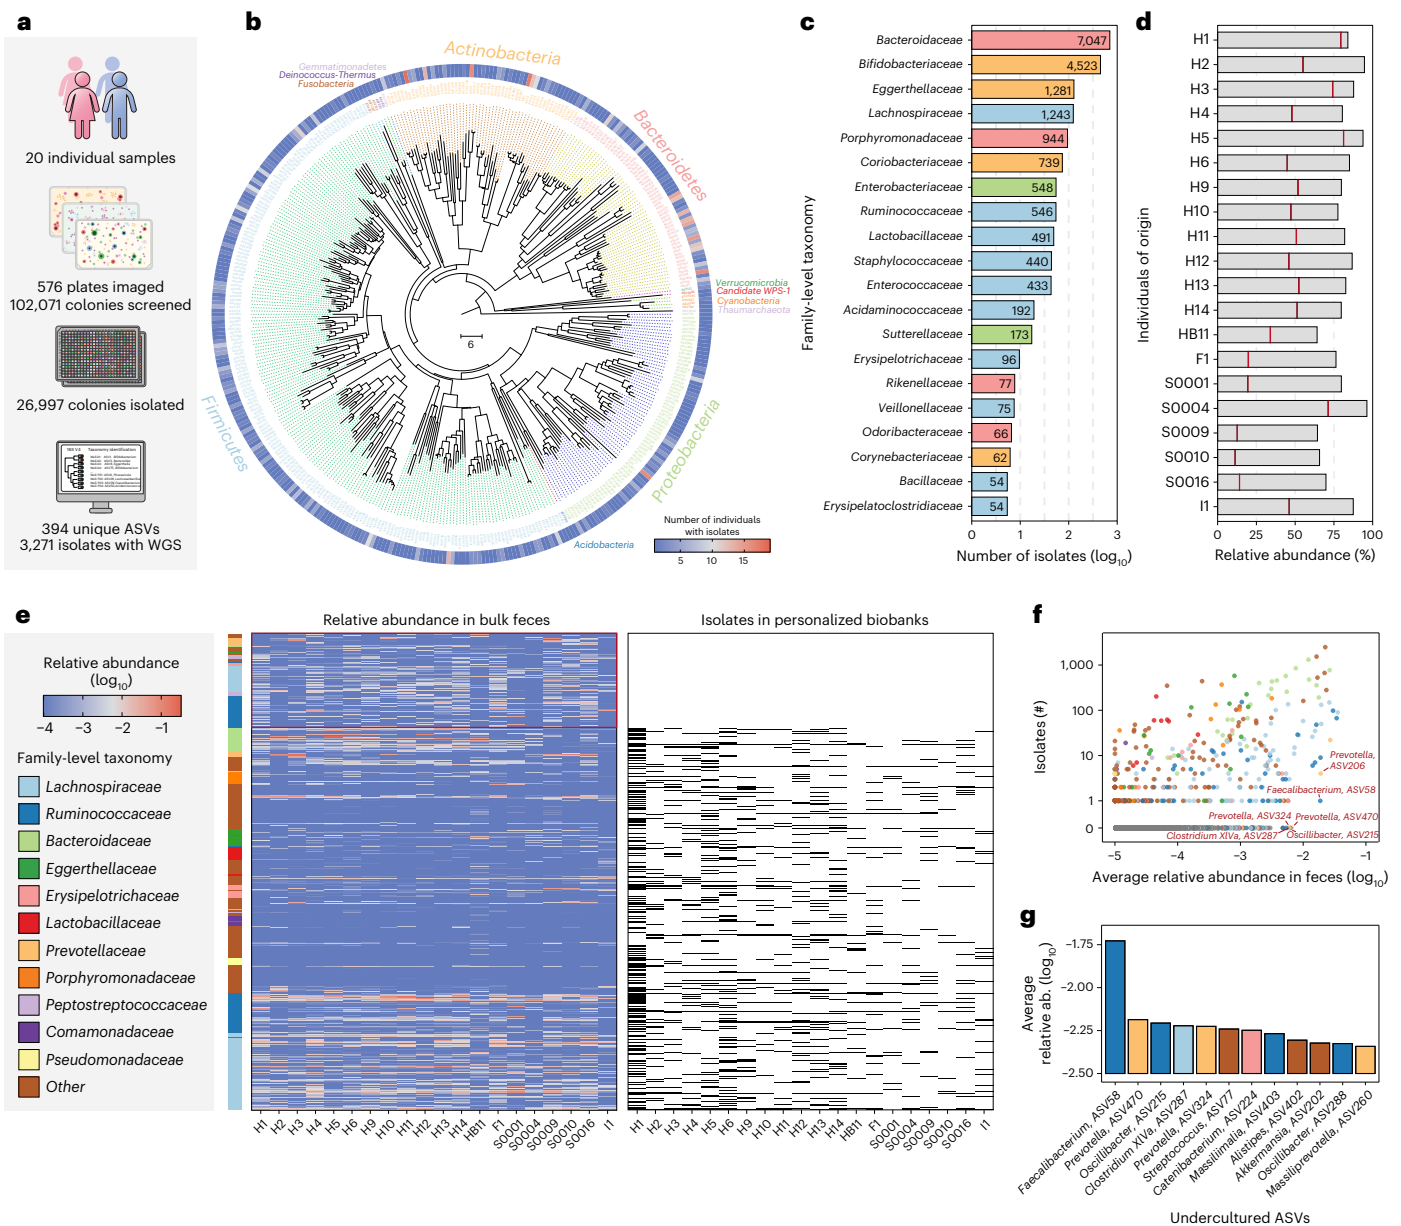 a
20 individual samples
576 plates imaged
102,071 colonies screened
26,997 colonies isolated
394 unique ASVs
3,271 isolates with WGS
b
Actinobacteria
Gemmatimonadetes
Deinococcus-Thermus
Fusobacteria
Bacteroidetes
Verrucomicrobia
Candidate WPS-1
Cyanobacteria
Thaumarchaeota
6
Firmicutes
Proteobacteria
Acidobacteria
Number of individuals
with isolates
5 10 15
c
Family-level taxonomy
Bacteroidaceae 7,047
Bifidobacteriaceae 4,523
Eggerthellaceae 1,281
Lachnospiraceae 1,243
Porphyromonadaceae 944
Coriobacteriaceae 739
Enterobacteriaceae 548
Ruminococcaceae 546
Lactobacillaceae 491
Staphylococcaceae 440
Enterococcaceae 433
Acidaminococcaceae 192
Sutterellaceae 173
Erysipelotrichaceae 96
Rikenellaceae 77
Veillonellaceae 75
Odoribacteraceae 66
Corynebacteriaceae 62
Bacillaceae 54
Erysipelatoclostridiaceae 54
0 1 2 3
Number of isolates (log10)
d
Individuals of origin
H1
H2
H3
H4
H5
H6
H9
H10
H11
H12
H13
H14
HB11
F1
S0001
S0004
S0009
S0010
S0016
I1
0 25 50 75 100
Relative abundance (%)
e
Relative abundance
(log10)
−4 −3 −2 −1
Family-level taxonomy
Lachnospiraceae
Ruminococcaceae
Bacteroidaceae
Eggerthellaceae
Erysipelotrichaceae
Lactobacillaceae
Prevotellaceae
Porphyromonadaceae
Peptostreptococcaceae
Comamonadaceae
Pseudomonadaceae
Other
Relative abundance in bulk feces
H1 H2 H3 H4 H5 H6 H9 H10 H11 H12 H13 H14 HB11 F1 S0001 S0004 S0009 S0010 S0016 I1
Isolates in personalized biobanks
H1 H2 H3 H4 H5 H6 H9 H10 H11 H12 H13 H14 HB11 F1 S0001 S0004 S0009 S0010 S0016 I1
f
Isolates (#)
1,000
100
10
1
0
Prevotella,
ASV206
Faecalibacterium, ASV58
Prevotella, ASV324
Prevotella, ASV470
Clostridium XIVa, ASV287
Oscillibacter, ASV215
−5 −4 −3 −2 −1
Average relative abundance in feces (log10)
g
Average
relative ab. (log10)
−1.75
−2.00
−2.25
−2.50
Faecalibacterium, ASV58
Prevotella, ASV470
Oscillibacter, ASV215
Clostridium XIVa, ASV287
Prevotella, ASV324
Streptococcus, ASV77
Catenibacterium, ASV224
Massilimalia, ASV403
Alistipes, ASV402
Akkermansia, ASV202
Oscillibacter, ASV288
Massiliprevotella, ASV260
Undercultured ASVs